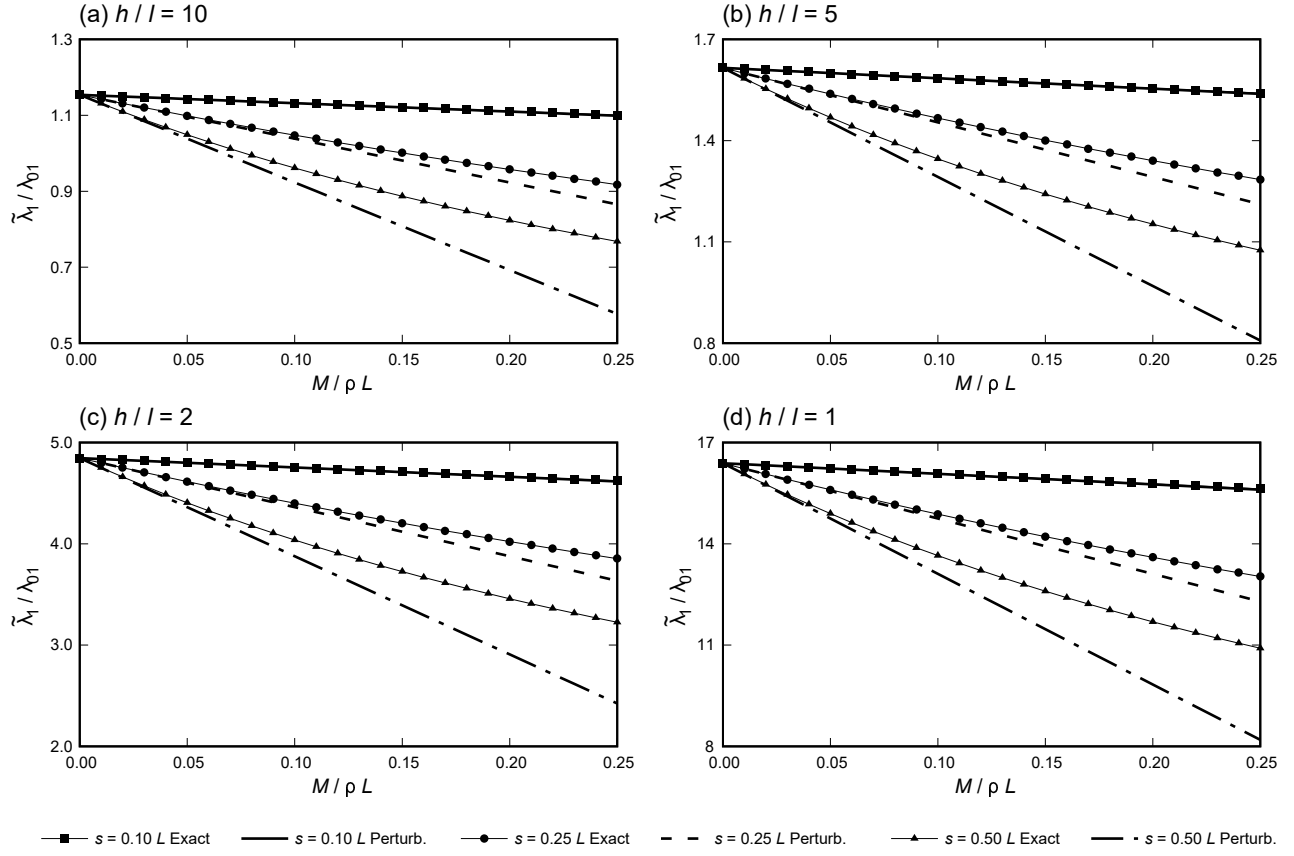 (a) h / l = 10
1.3
1.1
0.9
0.7
0.5
λ̃1 / λ01
0.00 0.05 0.10 0.15 0.20 0.25
M / ρ L
(b) h / l = 5
1.7
1.4
1.1
0.8
λ̃1 / λ01
0.00 0.05 0.10 0.15 0.20 0.25
M / ρ L
(c) h / l = 2
5.0
4.0
3.0
2.0
λ̃1 / λ01
0.00 0.05 0.10 0.15 0.20 0.25
M / ρ L
(d) h / l = 1
17
14
11
8
λ̃1 / λ01
0.00 0.05 0.10 0.15 0.20 0.25
M / ρ L
s = 0.10 L Exact s = 0.10 L Perturb. s = 0.25 L Exact s = 0.25 L Perturb. s = 0.50 L Exact s = 0.50 L Perturb.